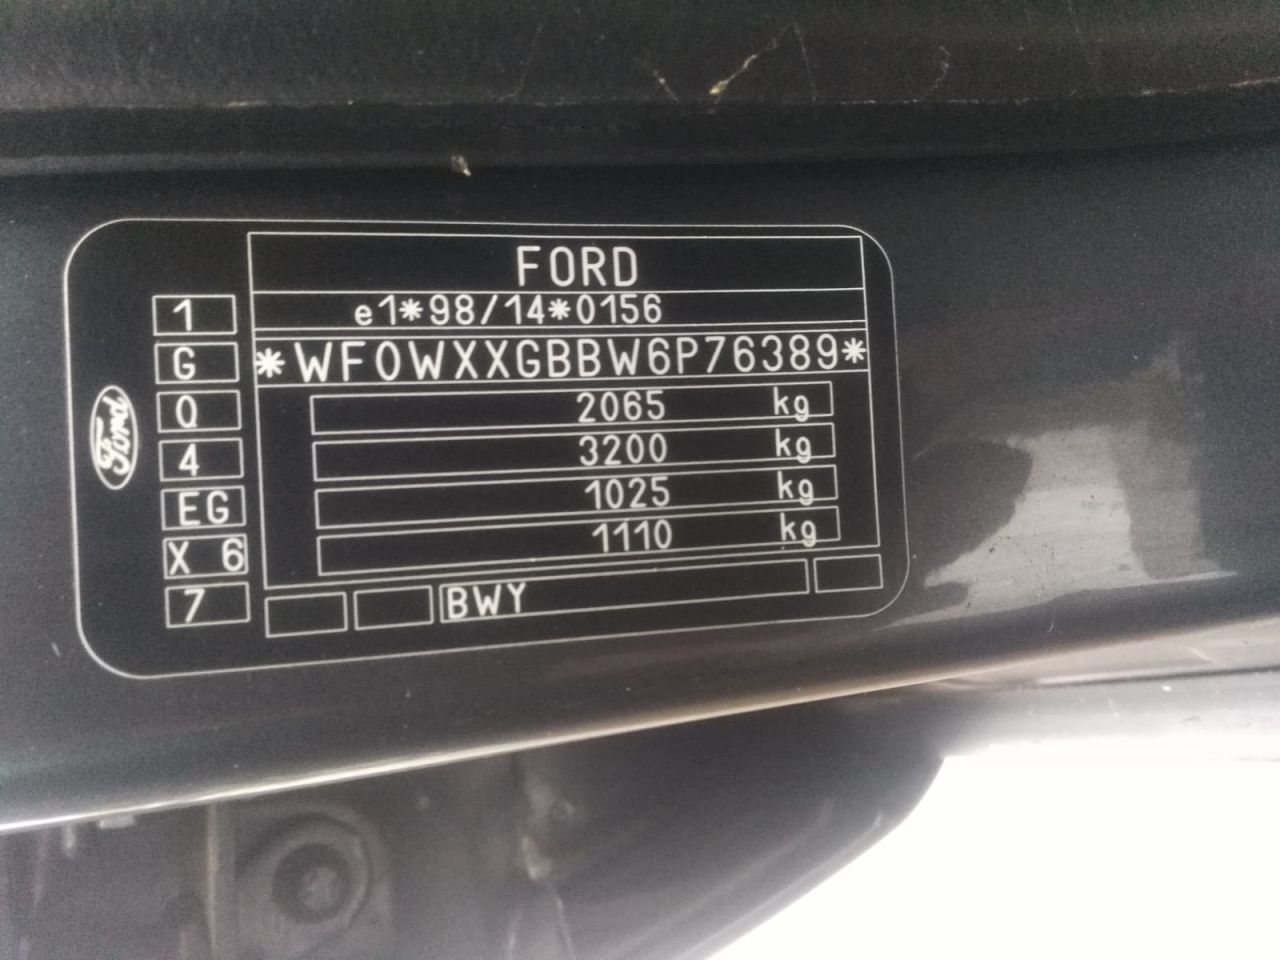 FORD
e1*98/14*0156
*WF0WXXGBBW6P76389*
2065 kg
3200 kg
1025 kg
1110 kg
BWY
1
G
Q
4
EG
X 6
7
Ford